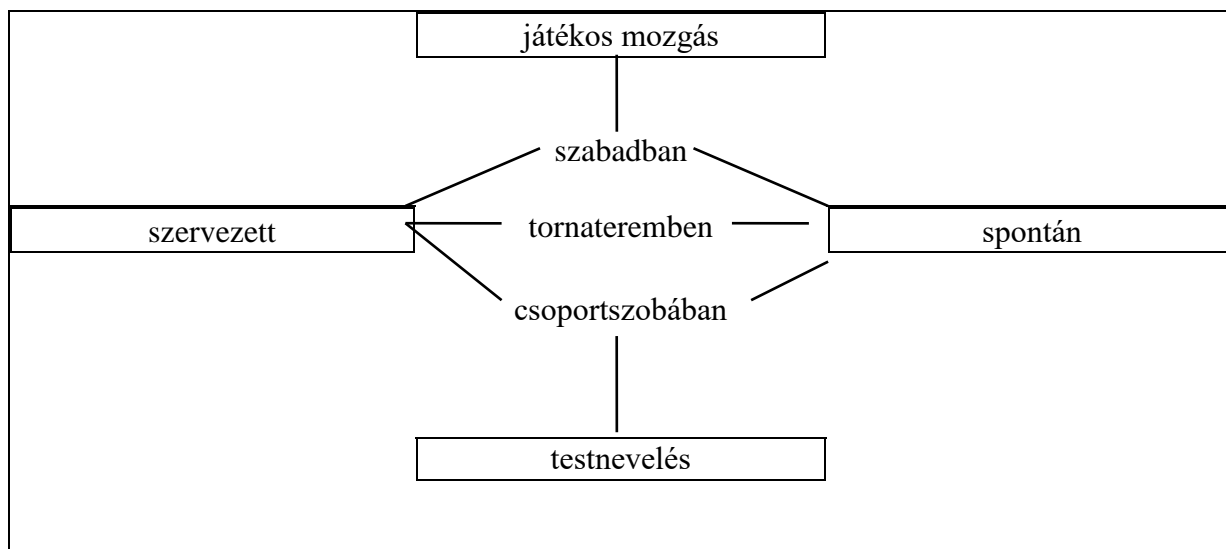 játékos mozgás
szabadban
szervezett
tornateremben
spontán
csoportszobában
testnevelés